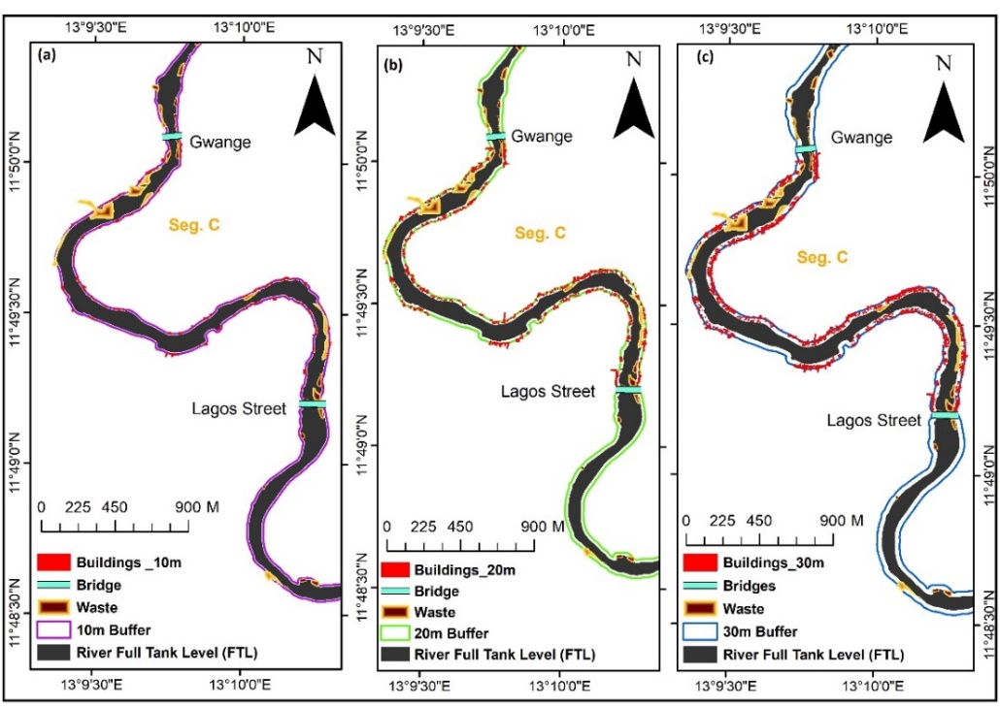 13°9'30"E
13°10'0"E
(a)
N
Gwange
11°50'0"N
Seg. C
11°49'30"N
Lagos Street
11°49'0"N
0 225 450 900 M
Buildings _10m
Bridge
Waste
10m Buffer
River Full Tank Level (FTL)
11°48'30"N
13°9'30"E
13°10'0"E
13°9'30"E
13°10'0"E
(b)
N
Gwange
11°50'0"N
Seg. C
11°49'30"N
Lagos Street
11°49'0"N
0 225 450 900 M
Buildings_20m
Bridge
Waste
20m Buffer
River Full Tank Level (FTL)
11°48'30"N
13°9'30"E
13°10'0"E
13°9'30"E
13°10'0"E
(c)
N
Gwange
11°50'0"N
Seg. C
11°49'30"N
Lagos Street
11°49'0"N
0 225 450 900 M
Buildings_30m
Bridges
Waste
30m Buffer
River Full Tank Level (FTL)
11°48'30"N
13°9'30"E
13°10'0"E